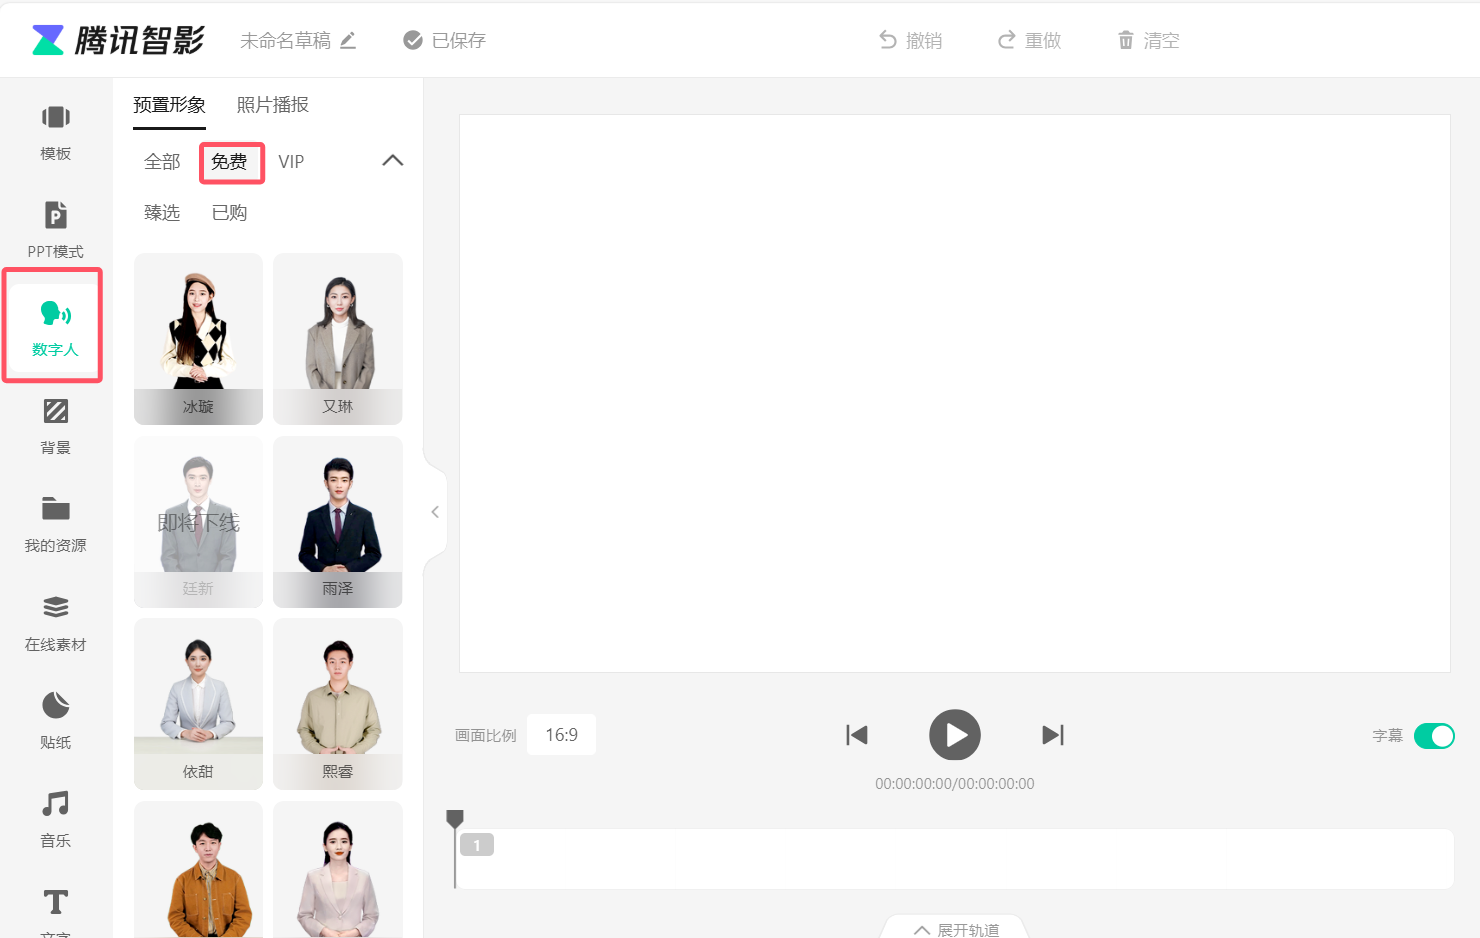 腾讯智影
未命名草稿
已保存
撤销
重做
清空
模板
PPT模式
数字人
背景
我的资源
在线素材
贴纸
音乐
文字
预置形象
照片播报
全部
免费
VIP
臻选
已购
冰璇
又琳
即将下线
廷新
雨泽
依甜
熙睿
画面比例
16:9
00:00:00:00/00:00:00:00
字幕
1
展开轨道